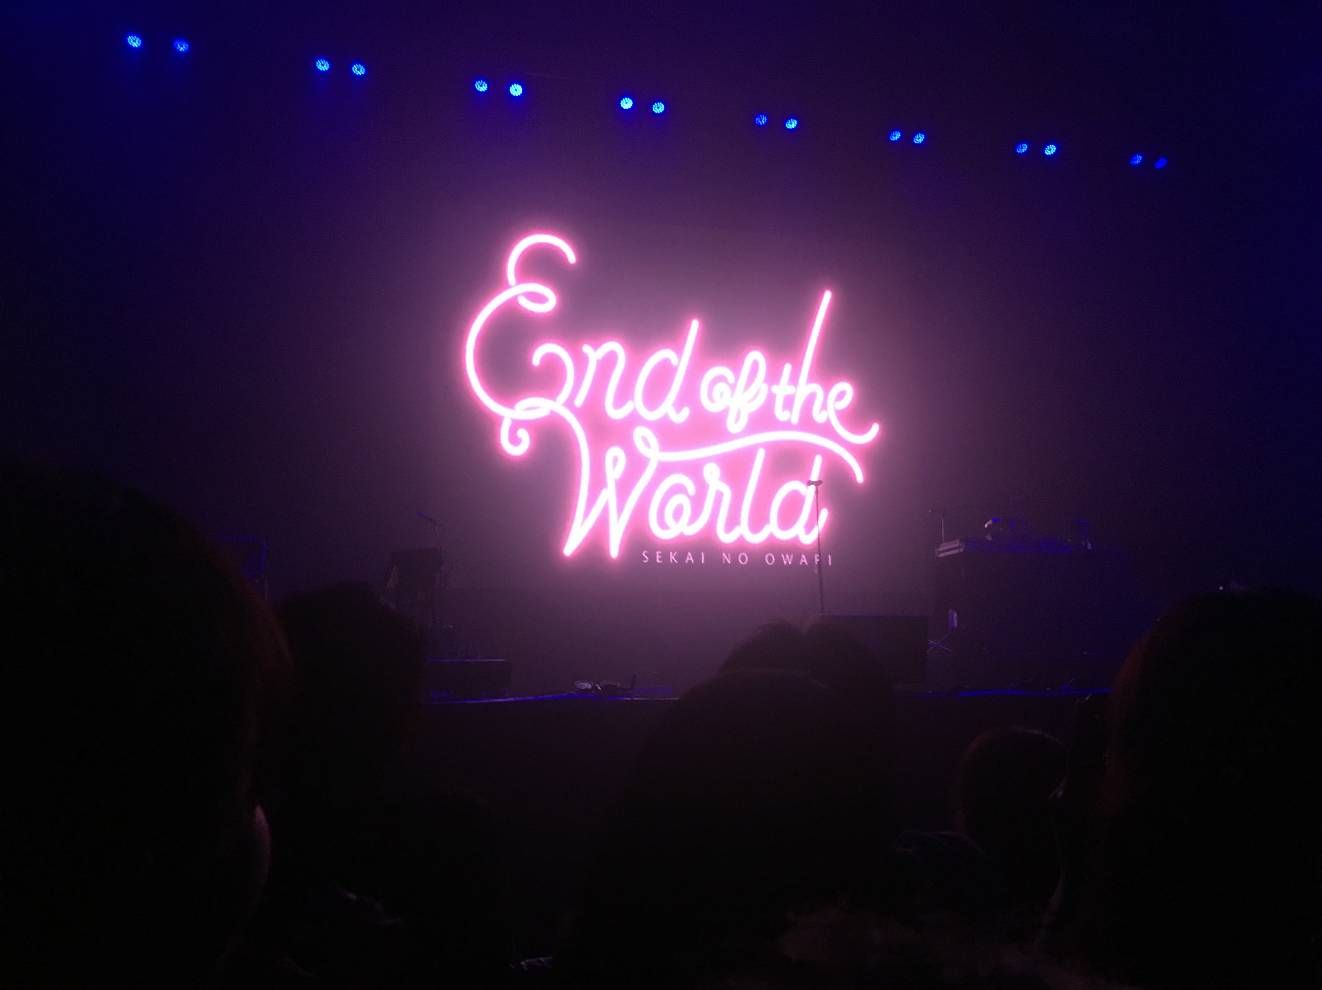 End of the
World
SEKAI NO OWARI